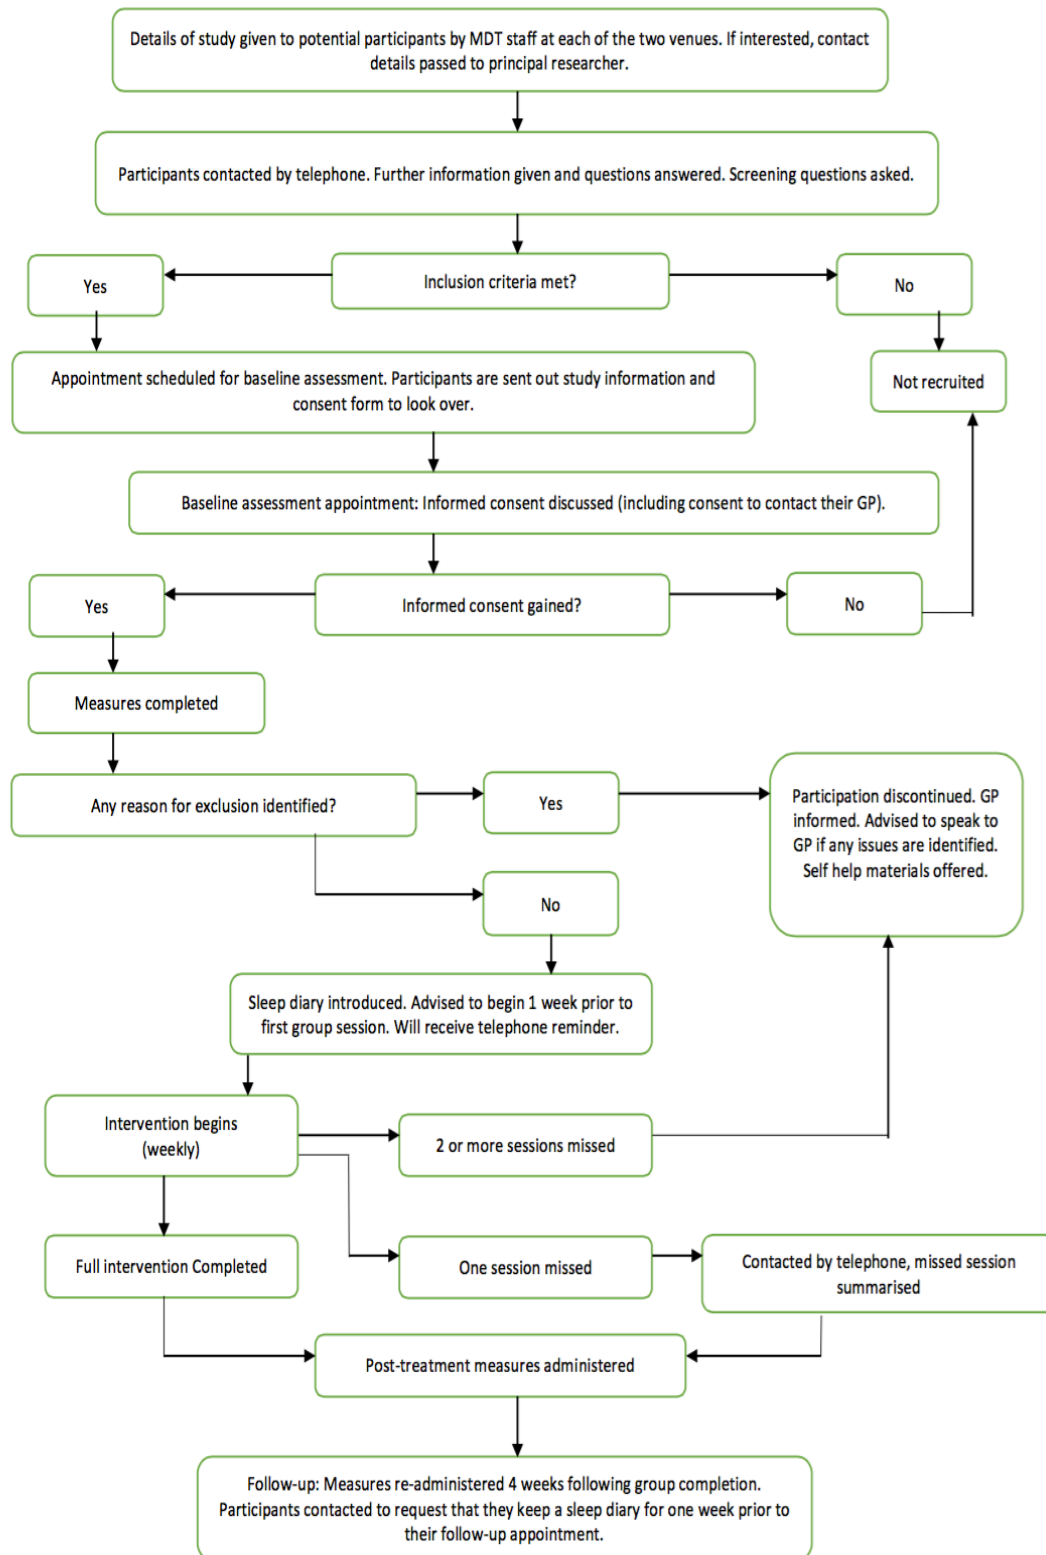 Details of study given to potential participants by MDT staff at each of the two venues. If interested, contact
details passed to principal researcher.
Participants contacted by telephone. Further information given and questions answered. Screening questions asked.
Yes
Inclusion criteria met?
No
Appointment scheduled for baseline assessment. Participants are sent out study information and
consent form to look over.
Not recruited
Baseline assessment appointment: Informed consent discussed (including consent to contact their GP).
Yes
Informed consent gained?
No
Measures completed
Any reason for exclusion identified?
Yes
Participation discontinued. GP
informed. Advised to speak to
GP if any issues are identified.
Self help materials offered.
No
Sleep diary introduced. Advised to begin 1 week prior to
first group session. Will receive telephone reminder.
Intervention begins
(weekly)
2 or more sessions missed
Full intervention Completed
One session missed
Contacted by telephone, missed session
summarised
Post-treatment measures administered
Follow-up: Measures re-administered 4 weeks following group completion.
Participants contacted to request that they keep a sleep diary for one week prior to
their follow-up appointment.